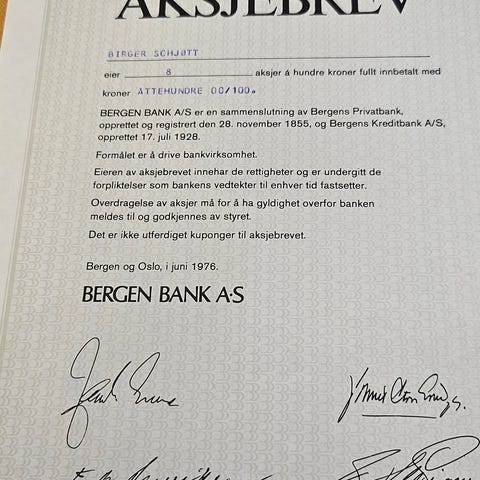 AKSJEBREV
BIRGER SCHJØTT
eier 8 aksjer á hundre kroner fullt innbetalt med
kroner ATTEHUNDRE 00/100.
BERGEN BANK A/S er en sammenslutning av Bergens Privatbank,
opprettet og registrert den 28. november 1855, og Bergens Kreditbank A/S,
opprettet 17. juli 1928.
Formålet er å drive bankvirksomhet.
Eieren av aksjebrevet innehar de rettigheter og er undergitt de
forpliktelser som bankens vedtekter til enhver tid fastsetter.
Overdragelse av aksjer må for å ha gyldighet overfor banken
meldes til og godkjennes av styret.
Det er ikke utferdiget kuponger til aksjebrevet.
Bergen og Oslo, i juni 1976.
BERGEN BANK A·S